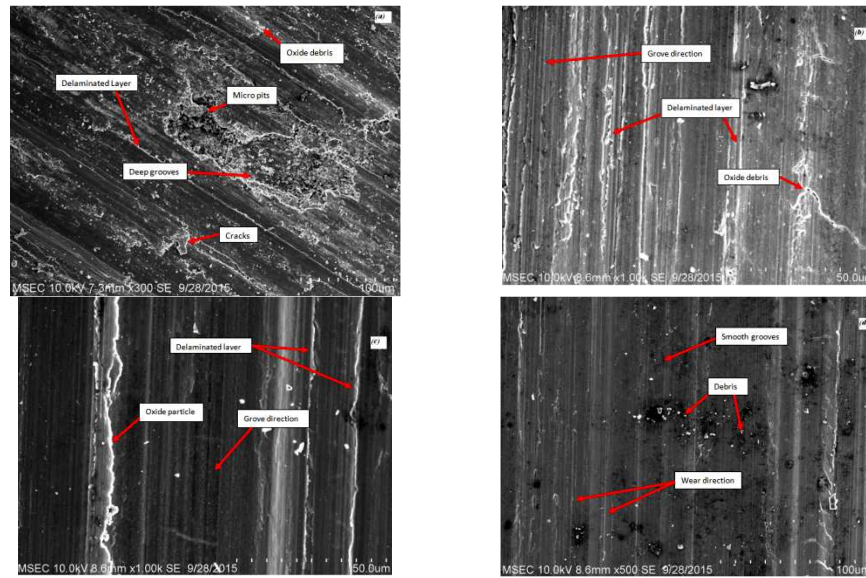 (a)
Oxide debris
Delaminated Layer
Micro pits
Deep grooves
Cracks
MSEC 10.0kV 7.3mm x300 SE 9/28/2015 100um
(b)
Grove direction
Delaminated layer
Oxide debris
MSEC 10.0kV 8.6mm x1.00k SE 9/28/2015 50.0um
(c)
Delaminated layer
Oxide particle
Grove direction
MSEC 10.0kV 8.6mm x1.00k SE 9/28/2015 50.0um
(d)
Smooth grooves
Debris
Wear direction
MSEC 10.0kV 8.6mm x500 SE 9/28/2015 100um